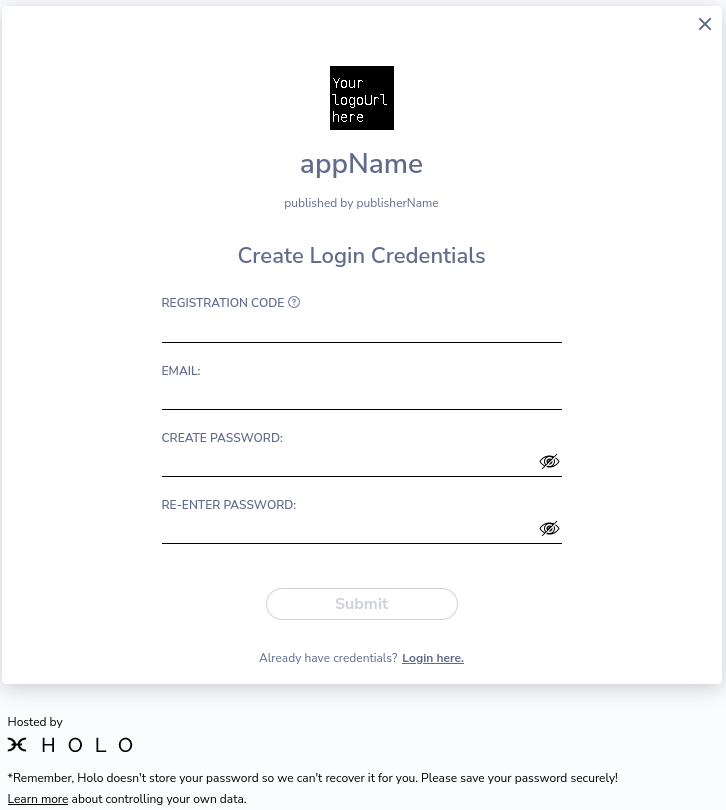 Your
logoUrl
here
appName
published by publisherName
Create Login Credentials
REGISTRATION CODE ?
EMAIL:
CREATE PASSWORD:
RE-ENTER PASSWORD:
Submit
Already have credentials? Login here.
Hosted by
HOLO
*Remember, Holo doesn't store your password so we can't recover it for you. Please save your password securely!
Learn more about controlling your own data.